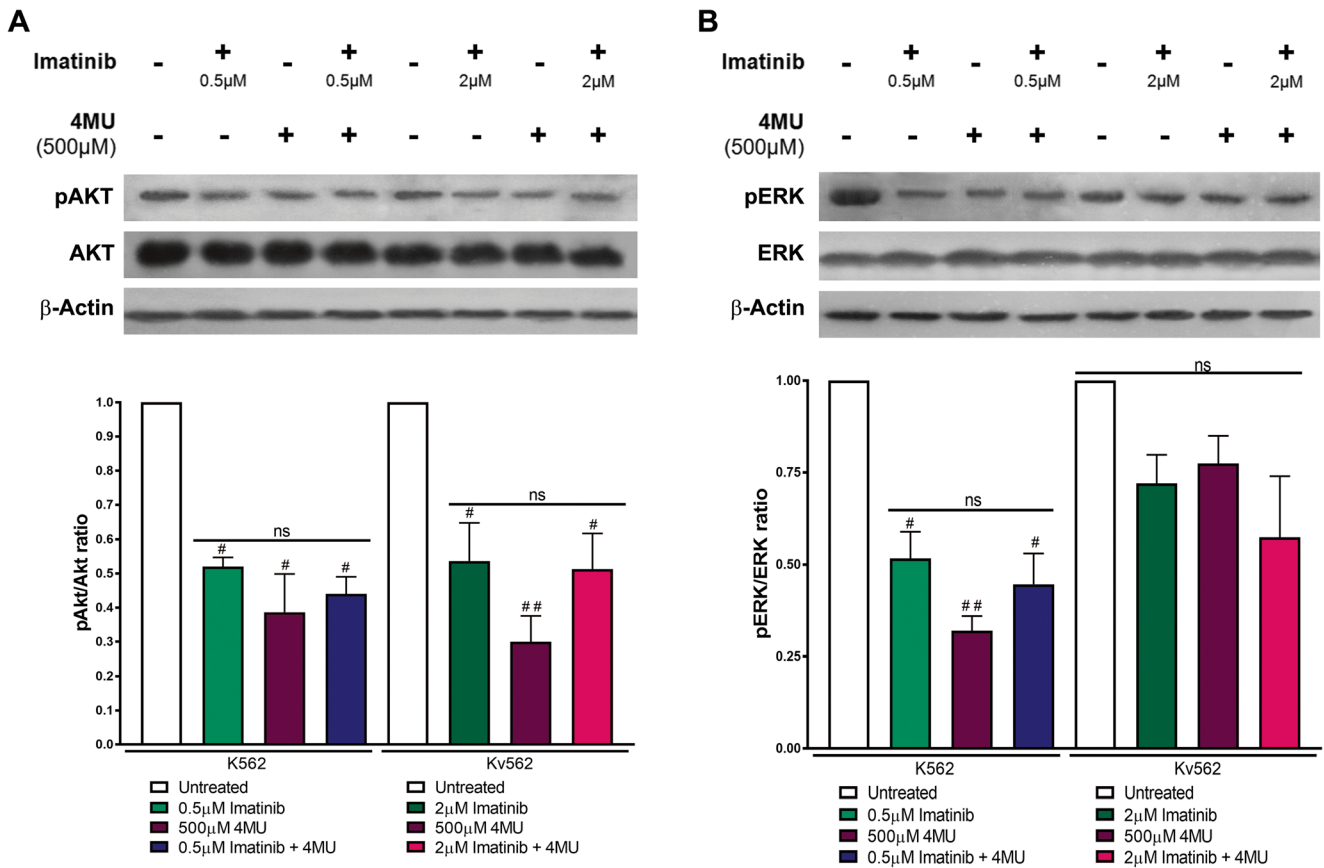 A
Imatinib - + - + - + - +
0.5µM 0.5µM 2µM 2µM
4MU - - + + - - + +
(500µM)
pAKT
AKT
β-Actin
1.0
0.9
0.8
0.7
0.6
0.5
0.4
0.3
0.2
0.1
0.0
pAkt/Akt ratio
ns
# # #
ns
# ## #
K562 Kv562
Untreated
0.5µM Imatinib
500µM 4MU
0.5µM Imatinib + 4MU
Untreated
2µM Imatinib
500µM 4MU
2µM Imatinib + 4MU
B
Imatinib - + - + - + - +
0.5µM 0.5µM 2µM 2µM
4MU - - + + - - + +
(500µM)
pERK
ERK
β-Actin
1.00
0.75
0.50
0.25
0.00
pERK/ERK ratio
ns
# ## #
ns
K562 Kv562
Untreated
0.5µM Imatinib
500µM 4MU
0.5µM Imatinib + 4MU
Untreated
2µM Imatinib
500µM 4MU
2µM Imatinib + 4MU